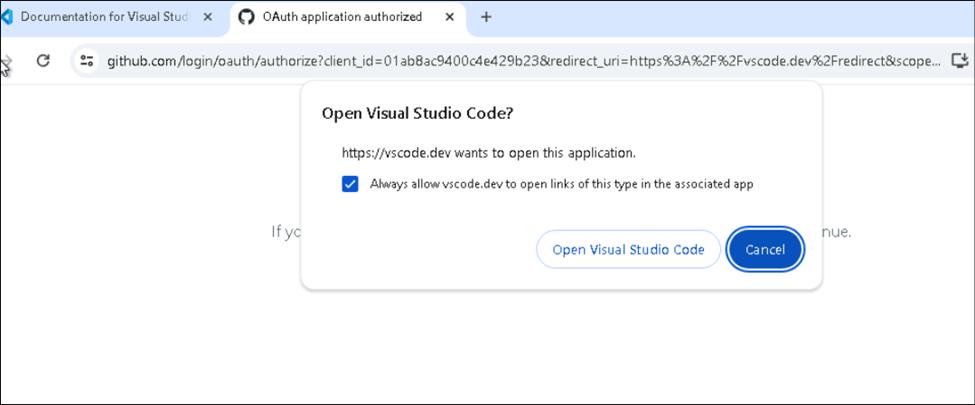 Documentation for Visual Studi
OAuth application authorized
github.com/login/oauth/authorize?client_id=01ab8ac9400c4e429b23&redirect_uri=https%3A%2F%2Fvscode.dev%2Fredirect&scope...
Open Visual Studio Code?
https://vscode.dev wants to open this application.
Always allow vscode.dev to open links of this type in the associated app
If yo
nue.
Open Visual Studio Code
Cancel